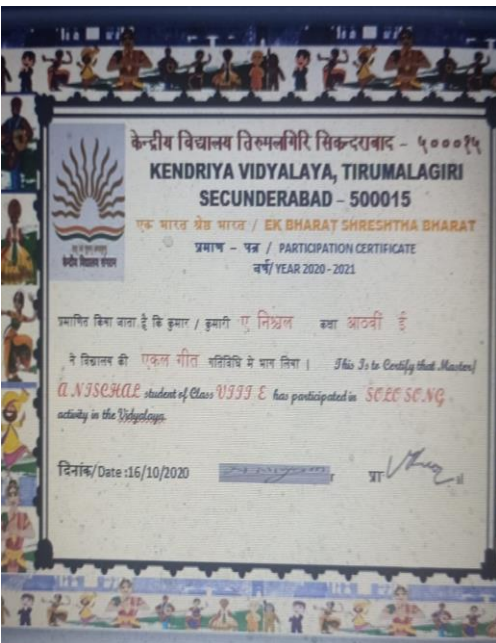 केन्द्रीय विद्यालय तिरुमलगिरि सिकन्दराबाद - ५०००१५
KENDRIYA VIDYALAYA, TIRUMALAGIRI
SECUNDERABAD - 500015
एक भारत श्रेष्ठ भारत / EK BHARAT SHRESHTHA BHARAT
प्रमाण - पत्र / PARTICIPATION CERTIFICATE
वर्ष/ YEAR 2020 - 2021
केन्द्रीय विद्यालय संगठन
प्रमाणित किया जाता है कि कुमार / कुमारी ए निश्चल कक्षा आठवीं ई
ने विद्यालय की एकल गीत गतिविधि मे भाग लिया । This Is to Certify that Master/
A NISCHAL student of Class VIII E has participated in SOLO SONG
activity in the Vidyalaya.
दिनांक/Date :16/10/2020 प्रा